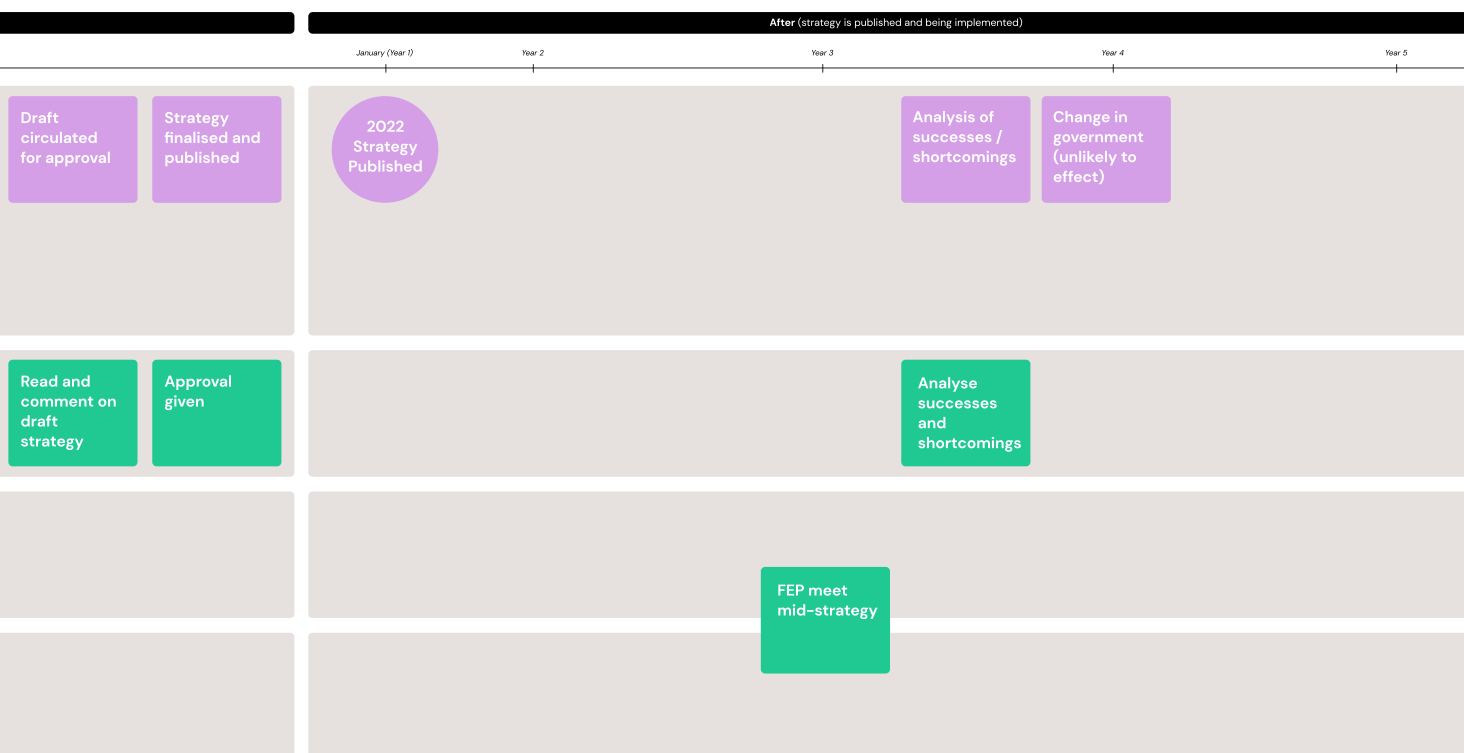 After (strategy is published and being implemented)
January (Year 1)
Year 2
Year 3
Year 4
Year 5
Draft
circulated
for approval
Strategy
finalised and
published
2022
Strategy
Published
Analysis of
successes /
shortcomings
Change in
government
(unlikely to
effect)
Read and
comment on
draft
strategy
Approval
given
Analyse
successes
and
shortcomings
FEP meet
mid-strategy